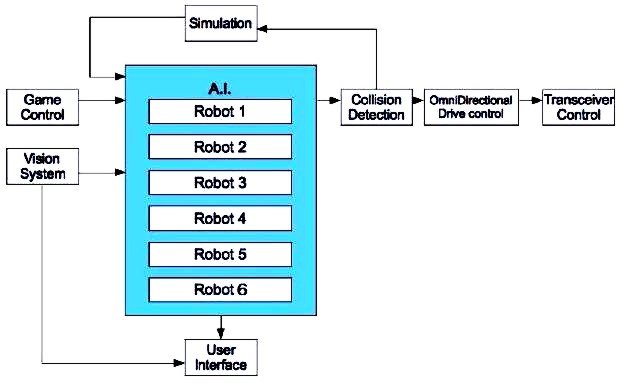 Simulation
A.I.
Game
Control
Robot 1
Collision
Detection
OmniDirectional
Drive control
Transceiver
Control
Robot 2
Vision
System
Robot 3
Robot 4
Robot 5
Robot 6
User
Interface